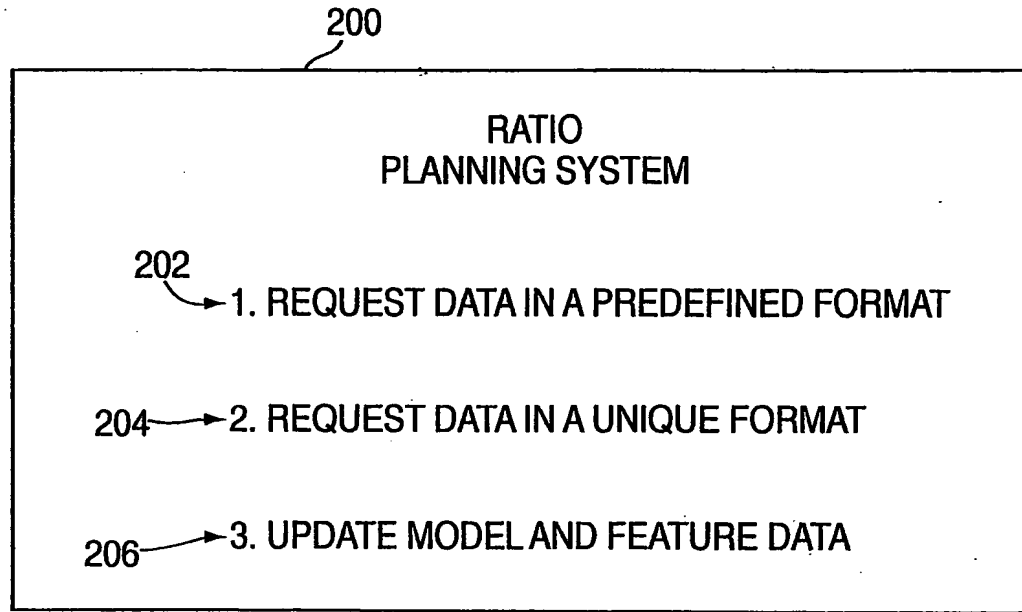 200
RATIO
PLANNING SYSTEM
202
1. REQUEST DATA IN A PREDEFINED FORMAT
204
2. REQUEST DATA IN A UNIQUE FORMAT
206
3. UPDATE MODEL AND FEATURE DATA